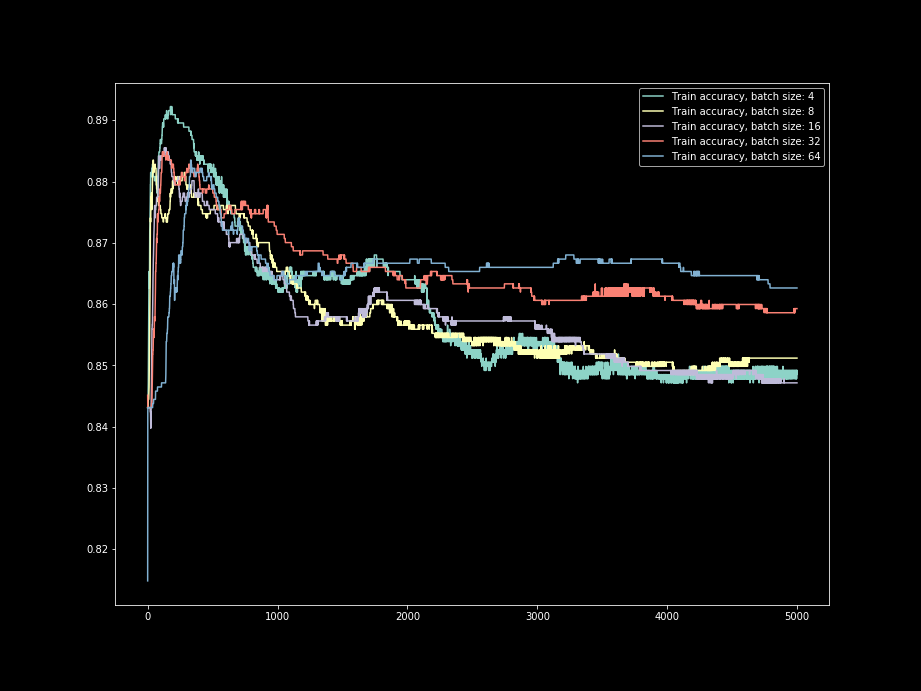 Train accuracy, batch size: 4
Train accuracy, batch size: 8
Train accuracy, batch size: 16
Train accuracy, batch size: 32
Train accuracy, batch size: 64
0.89
0.88
0.87
0.86
0.85
0.84
0.83
0.82
0 1000 2000 3000 4000 5000